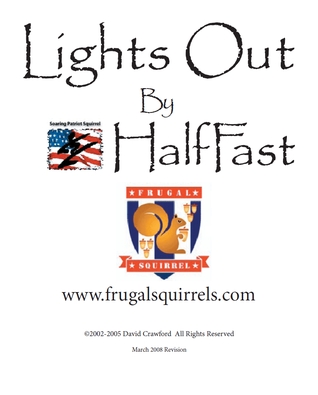 Lights Out
By
Soaring Patriot Squirrel
HalfFast
FRUGAL
SQUIRREL
www.frugalsquirrels.com
©2002-2005 David Crawford All Rights Reserved
March 2008 Revision